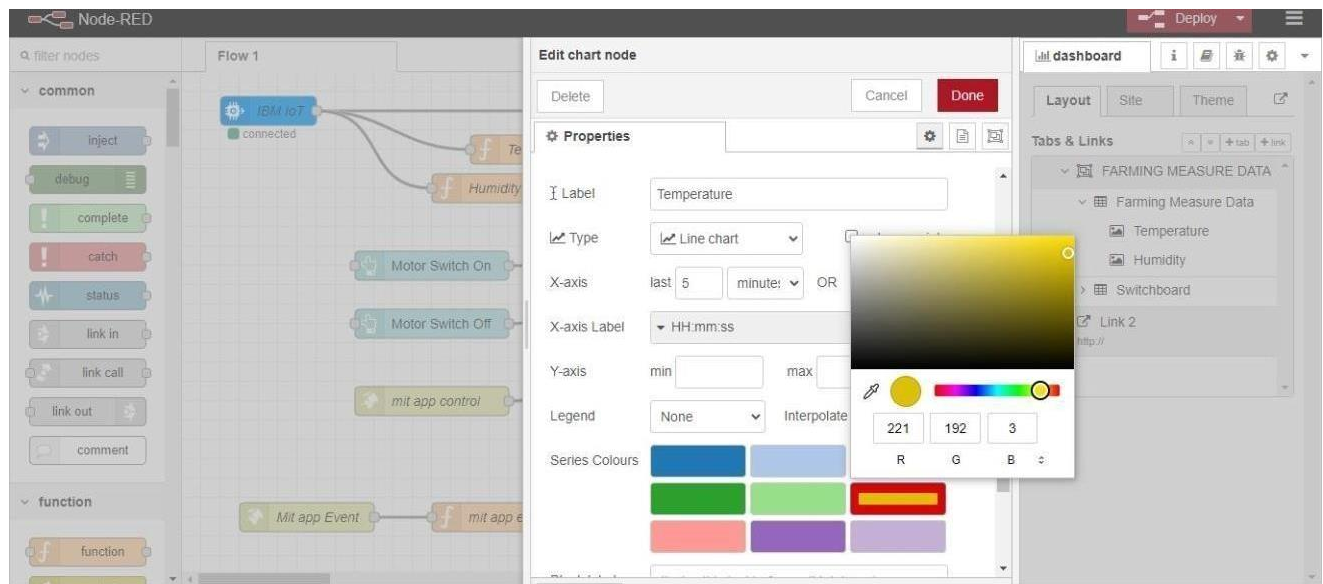 Node-RED
Deploy
filter nodes
Flow 1
Edit chart node
dashboard
common
Delete
Cancel
Done
Layout
Site
Theme
IBM IoT
connected
Properties
Tabs & Links
tab
link
inject
Te
FARMING MEASURE DATA
debug
Humidity
Label
Temperature
Farming Measure Data
complete
Type
Line chart
Temperature
catch
Motor Switch On
Humidity
status
X-axis
last
5
OR
Switchboard
link in
Motor Switch Off
X-axis Label
HH:mm:ss
Link 2
http://
link call
Y-axis
min
max
link out
mit app control
Legend
None
Interpolate
221
192
3
comment
Series Colours
R
G
B
function
Mit app Event
mit app e
function